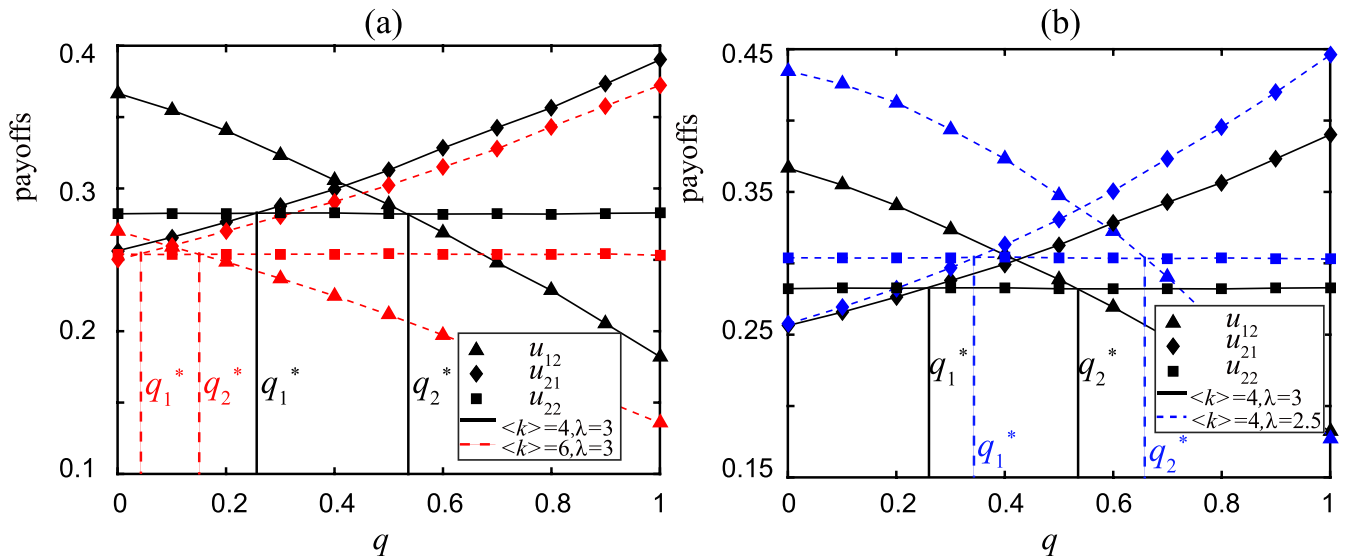 (a)
payoffs
0.4
0.3
0.2
0.1
q₁*
q₂*
q₁*
q₂*
u₁₂
u₂₁
u₂₂
<k>=4,λ=3
<k>=6,λ=3
0 0.2 0.4 0.6 0.8 1
q
(b)
payoffs
0.45
0.35
0.25
0.15
q₁*
q₂*
q₁*
q₂*
u₁₂
u₂₁
u₂₂
<k>=4,λ=3
<k>=4,λ=2.5
0 0.2 0.4 0.6 0.8 1
q